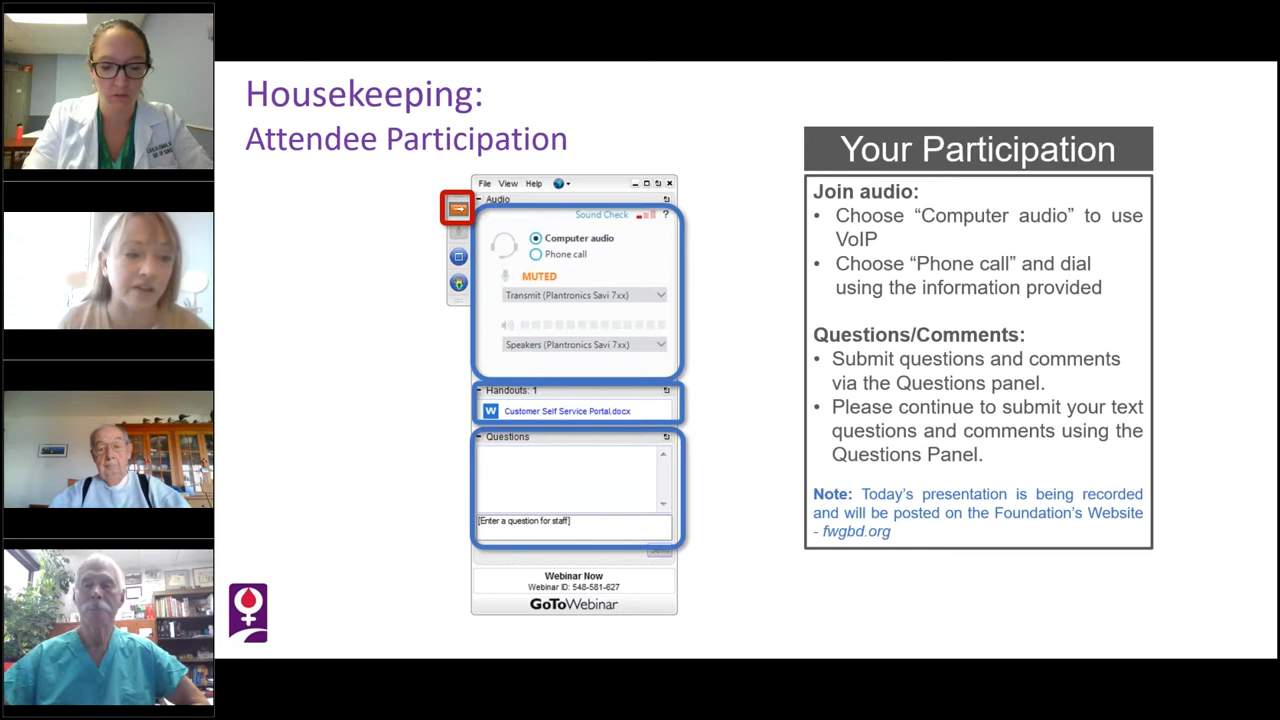 Housekeeping:
Attendee Participation
File View Help
Audio
Sound Check ?
Computer audio
Phone call
MUTED
Transmit (Plantronics Savi 7xx)
Speakers (Plantronics Savi 7xx)
Handouts: 1
W Customer Self Service Portal.docx
Questions
[Enter a question for staff]
Send
Webinar Now
Webinar ID: 548-581-627
GoToWebinar
Your Participation
Join audio:
• Choose “Computer audio” to use
VoIP
• Choose “Phone call” and dial
using the information provided
Questions/Comments:
• Submit questions and comments
via the Questions panel.
• Please continue to submit your text
questions and comments using the
Questions Panel.
Note: Today’s presentation is being recorded
and will be posted on the Foundation’s Website
- fwgbd.org